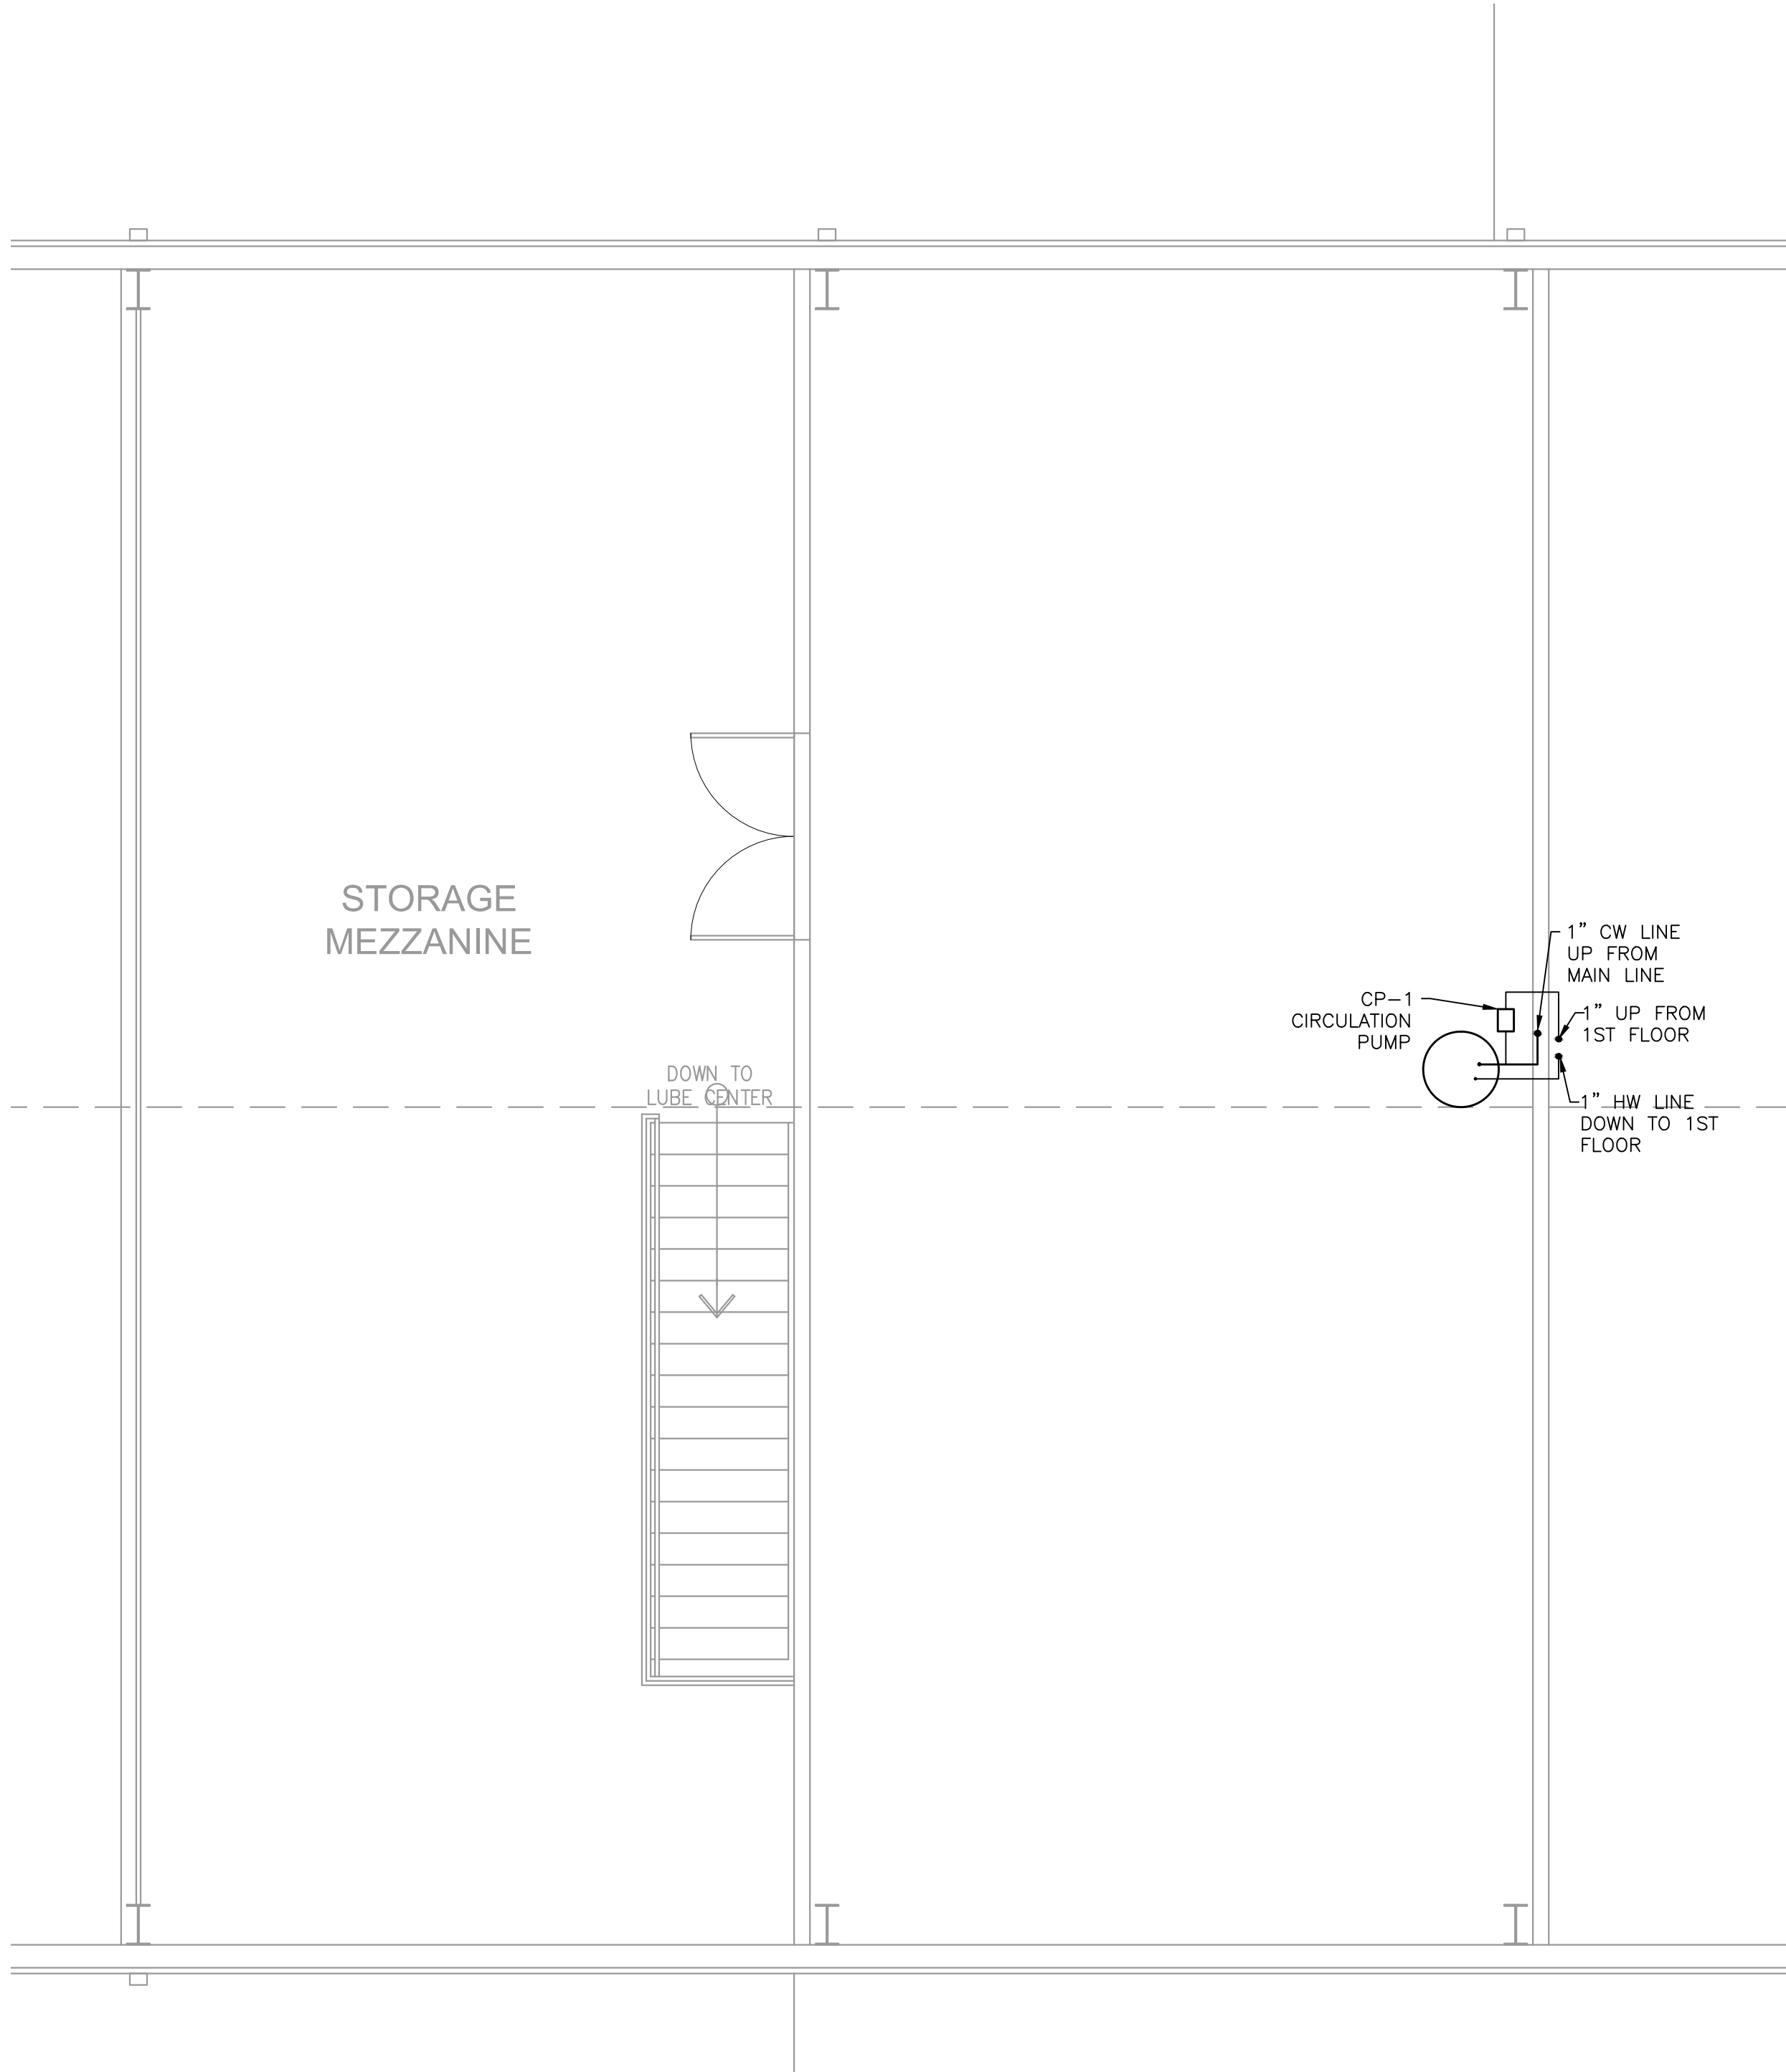 STORAGE
MEZZANINE
1" CW LINE
UP FROM
MAIN LINE
CP-1
CIRCULATION
PUMP
1" UP FROM
1ST FLOOR
DOWN TO
LUBE CENTER
1" HW LINE
DOWN TO 1ST
FLOOR